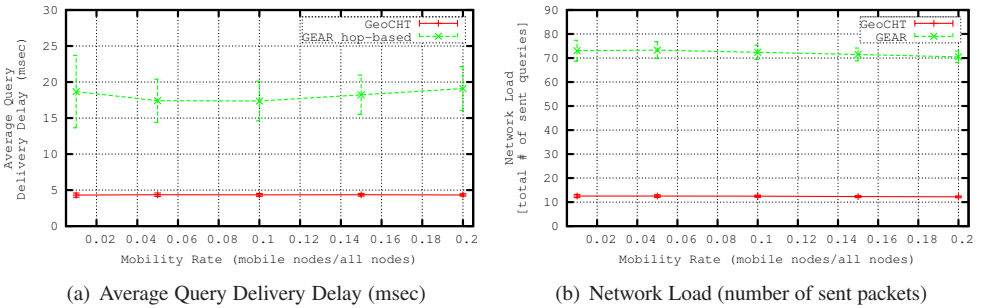 30
25
20
15
10
5
0
Average Query
Delivery Delay (msec)
GeoCHT
GEAR hop-based
0.02 0.04 0.06 0.08 0.1 0.12 0.14 0.16 0.18 0.2
Mobility Rate (mobile nodes/all nodes)
(a) Average Query Delivery Delay (msec)
90
80
70
60
50
40
30
20
10
0
Network Load
[total # of sent queries]
GeoCHT
GEAR
0.02 0.04 0.06 0.08 0.1 0.12 0.14 0.16 0.18 0.2
Mobility Rate (mobile nodes/all nodes)
(b) Network Load (number of sent packets)